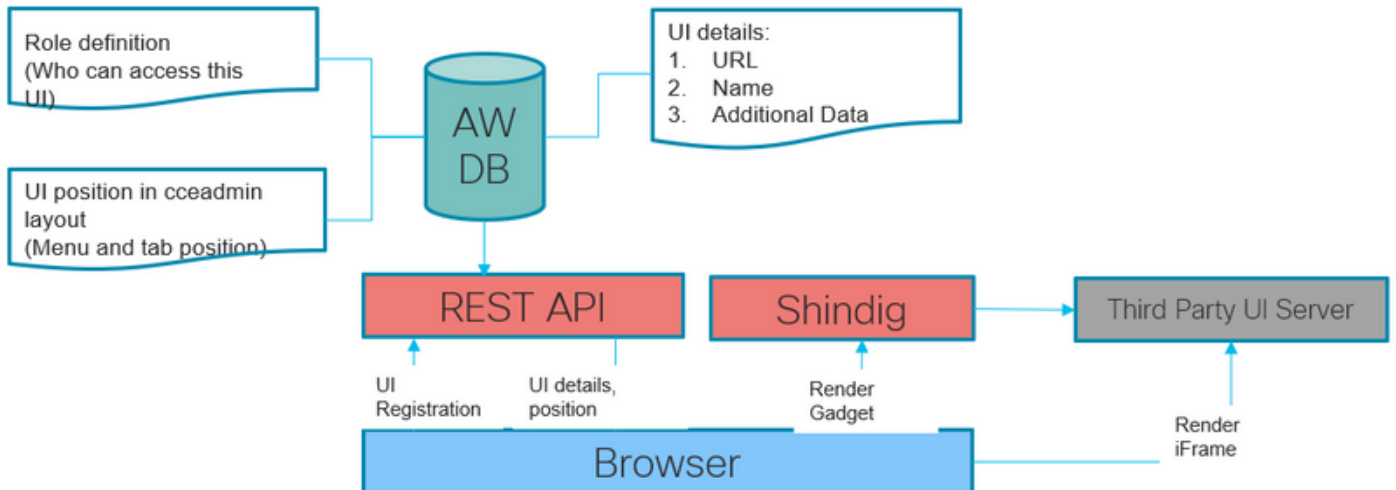 Role definition
(Who can access this
UI)
UI details:
1. URL
2. Name
3. Additional Data
AW
DB
UI position in cceadmin
layout
(Menu and tab position)
REST API
Shindig
Third Party UI Server
UI
Registration
UI details,
position
Render
Gadget
Render
iFrame
Browser